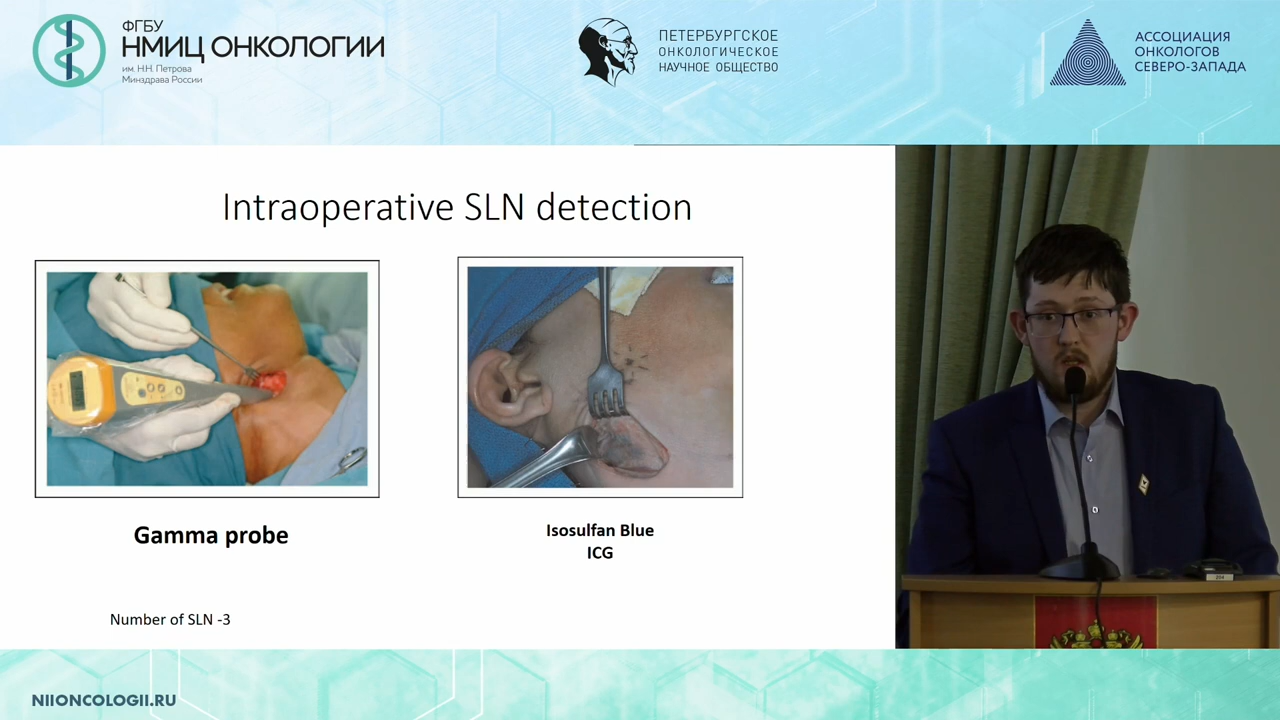 ФГБУ
НМИЦ ОНКОЛОГИИ
им. Н.Н. Петрова
Минздрава России
ПЕТЕРБУРГСКОЕ
ОНКОЛОГИЧЕСКОЕ
НАУЧНОЕ ОБЩЕСТВО
АССОЦИАЦИЯ
ОНКОЛОГОВ
СЕВЕРО-ЗАПАДА
Intraoperative SLN detection
Gamma probe
Isosulfan Blue
ICG
Number of SLN -3
NIIONCOLOGII.RU